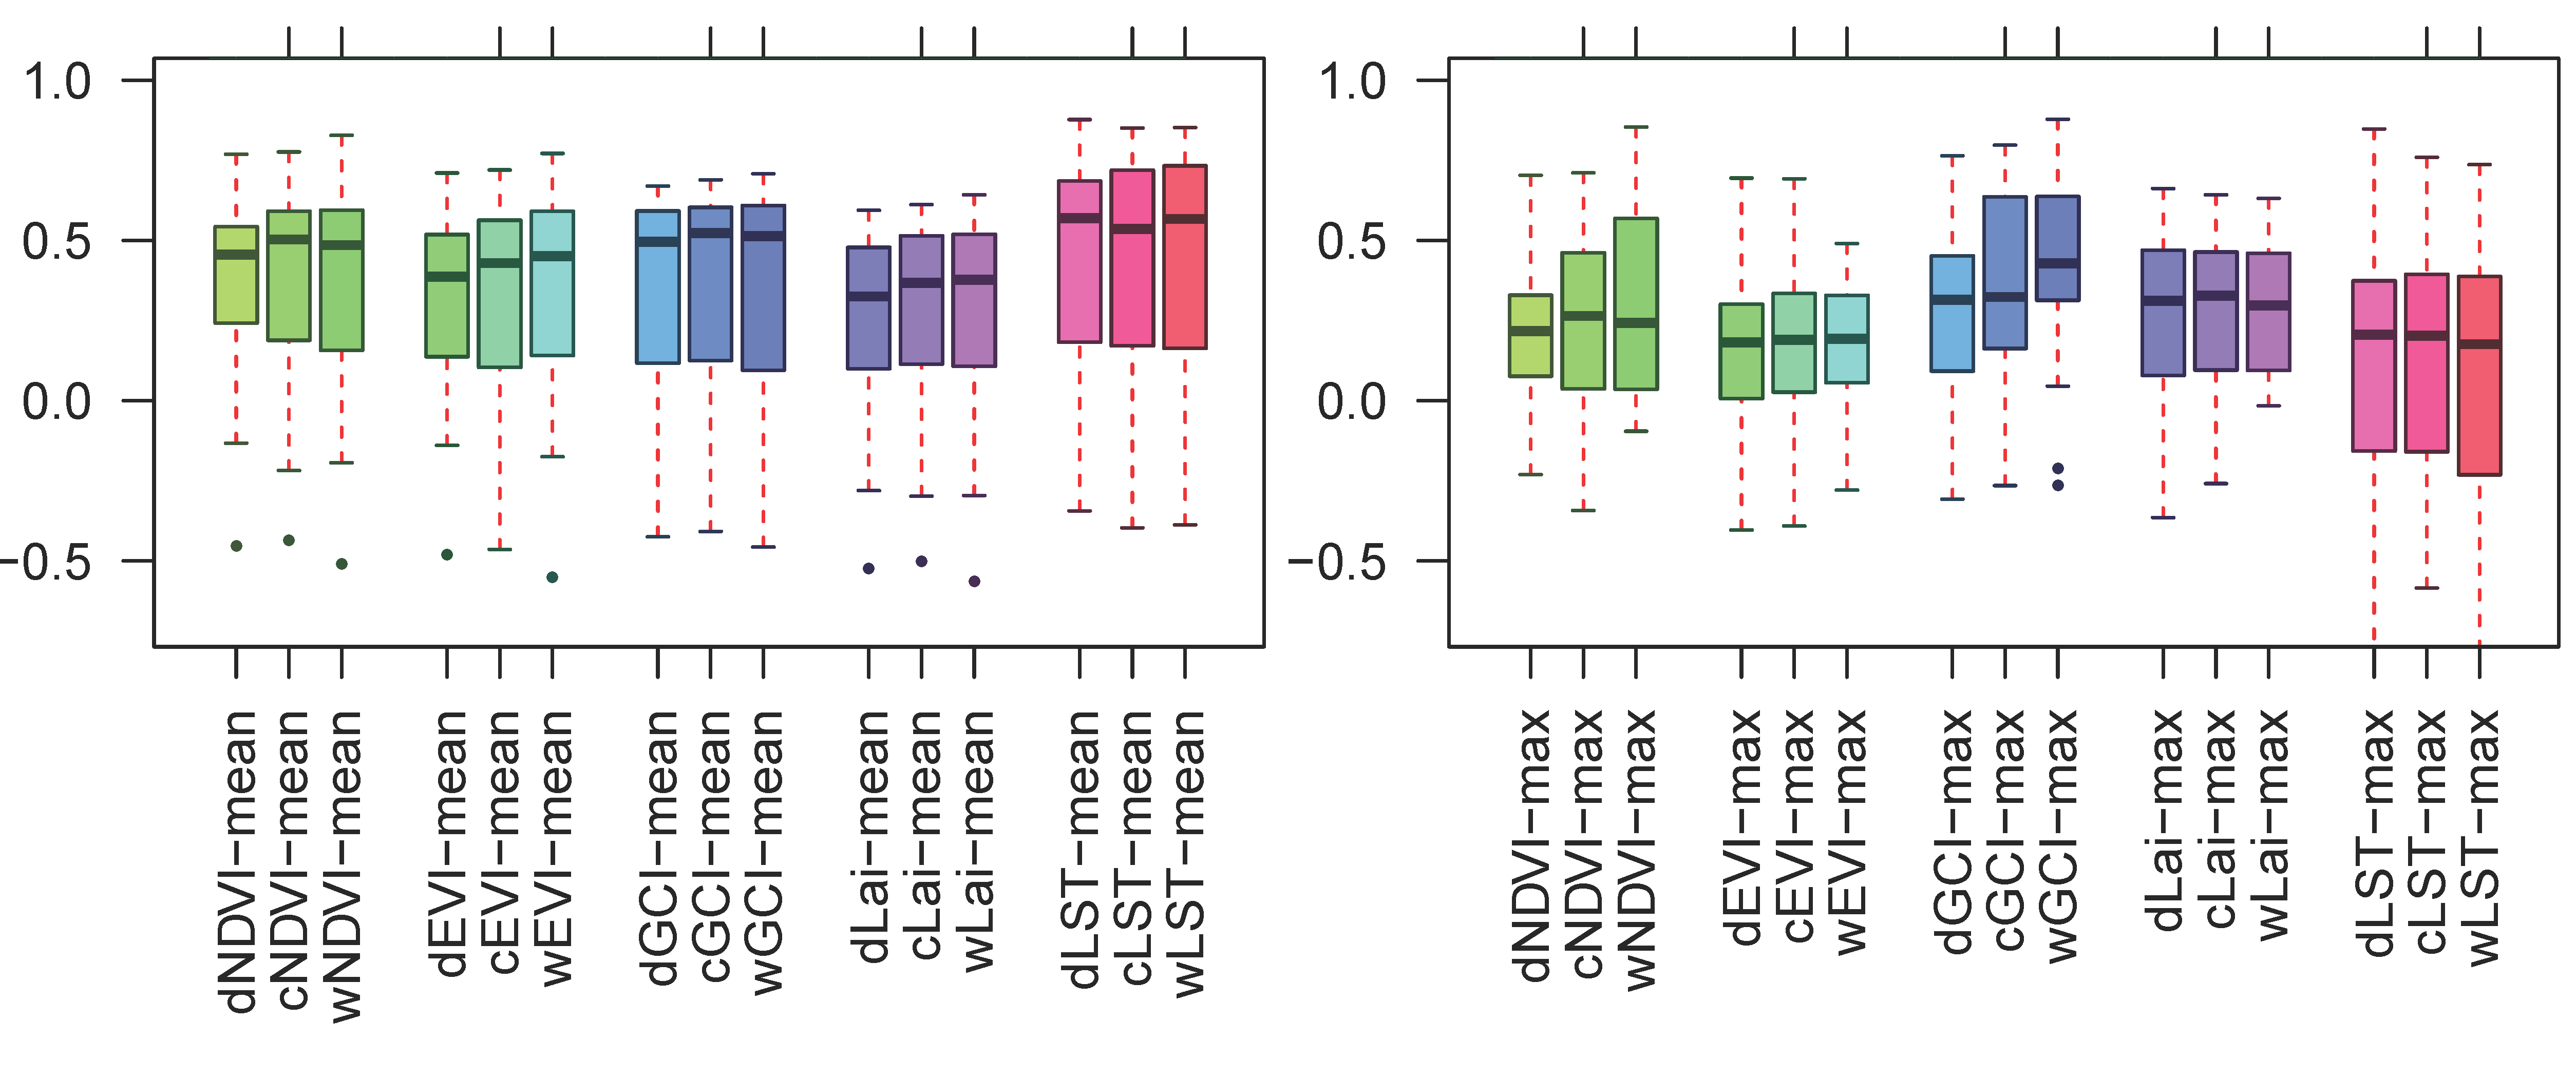 1.0
0.5
0.0
−0.5
dNDVI−mean
cNDVI−mean
wNDVI−mean
dEVI−mean
cEVI−mean
wEVI−mean
dGCI−mean
cGCI−mean
wGCI−mean
dLai−mean
cLai−mean
wLai−mean
dLST−mean
cLST−mean
wLST−mean
1.0
0.5
0.0
−0.5
dNDVI−max
cNDVI−max
wNDVI−max
dEVI−max
cEVI−max
wEVI−max
dGCI−max
cGCI−max
wGCI−max
dLai−max
cLai−max
wLai−max
dLST−max
cLST−max
wLST−max